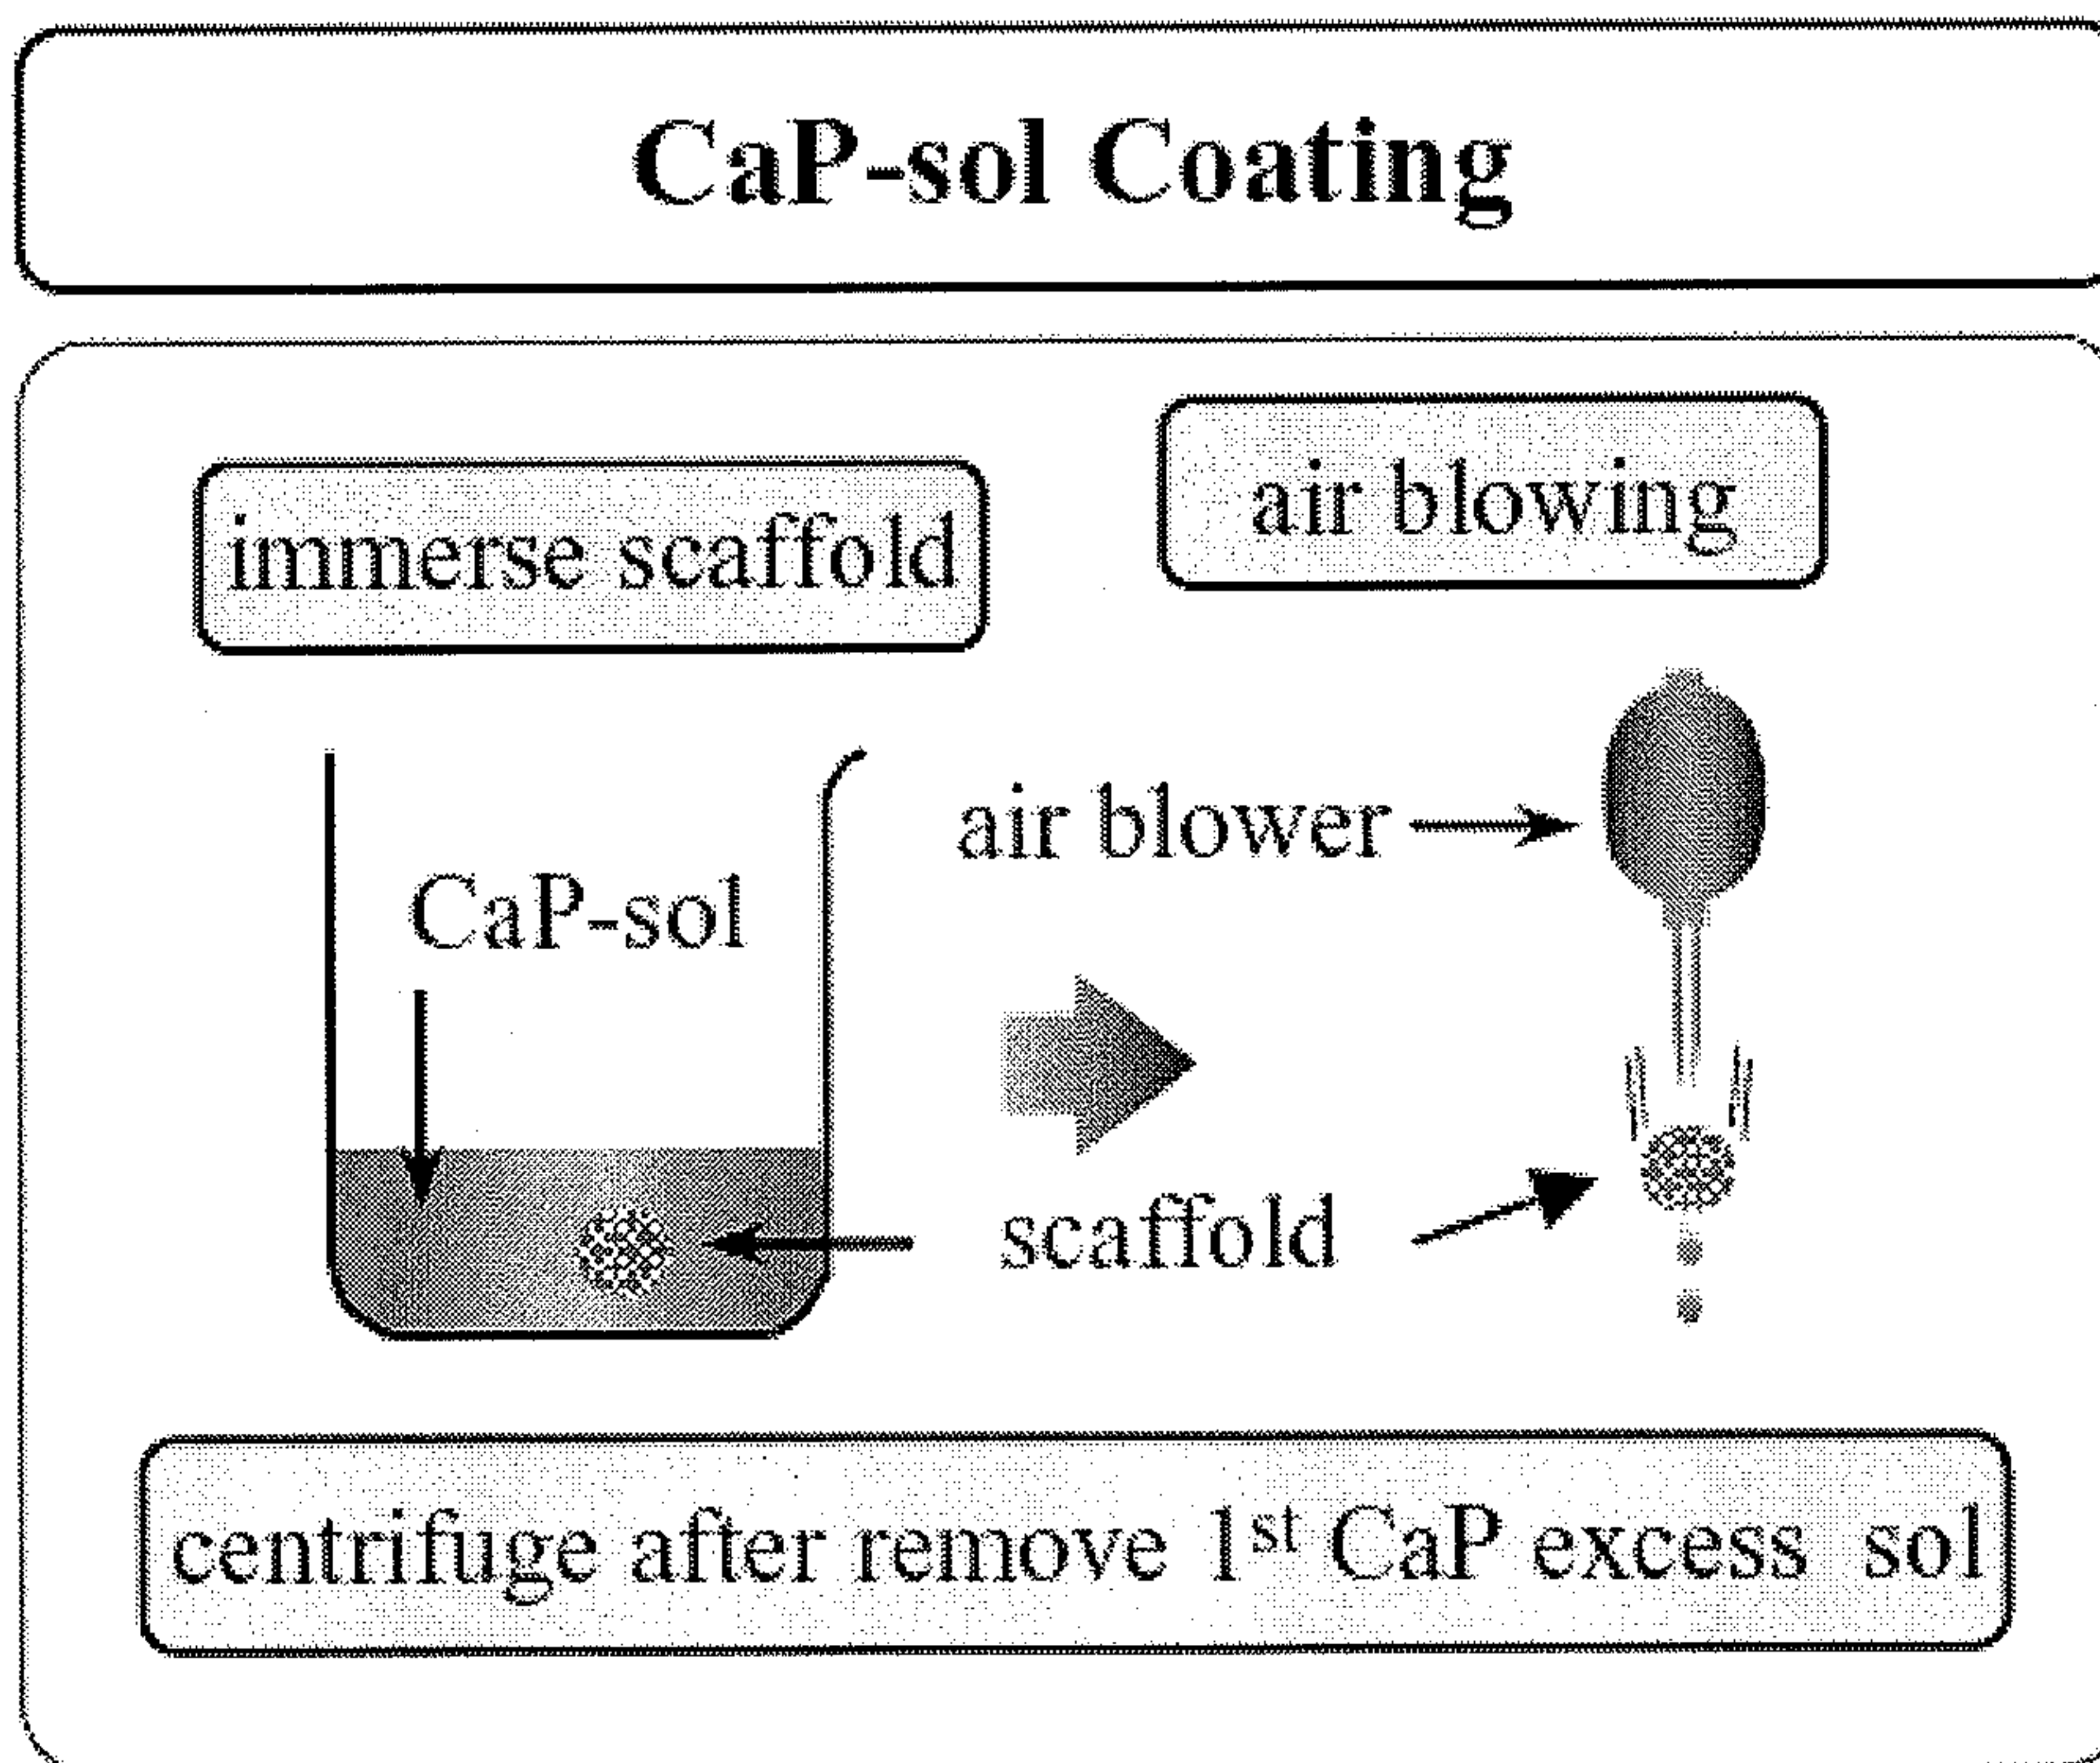 CaP-sol Coating
immerse scaffold
air blowing
air blower
CaP-sol
scaffold
centrifuge after remove 1st CaP excess sol